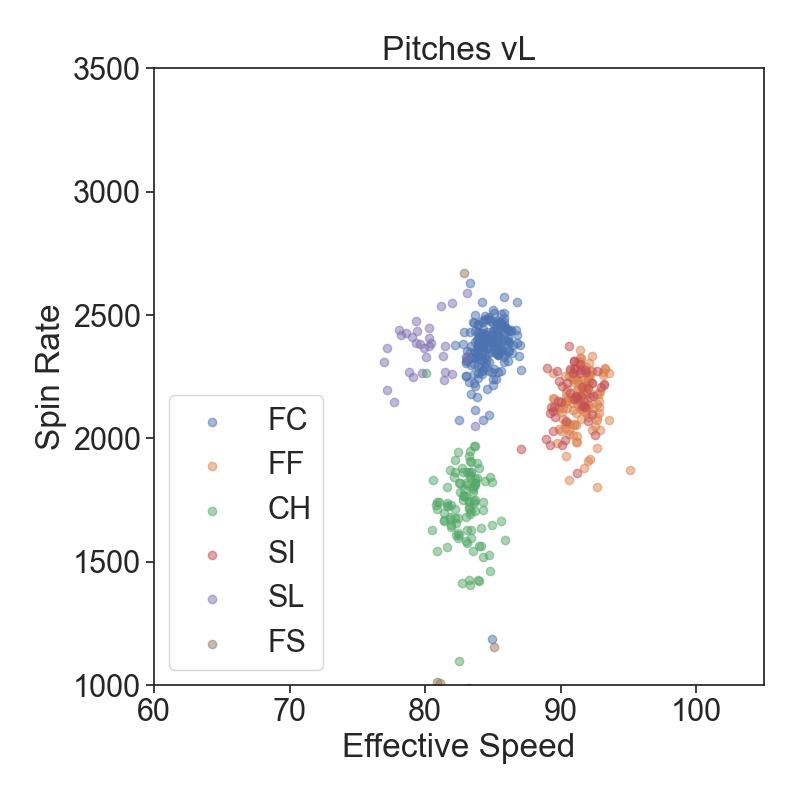 Pitches vL
3500
3000
2500
2000
1500
1000
Spin Rate
FC
FF
CH
SI
SL
FS
60 70 80 90 100
Effective Speed